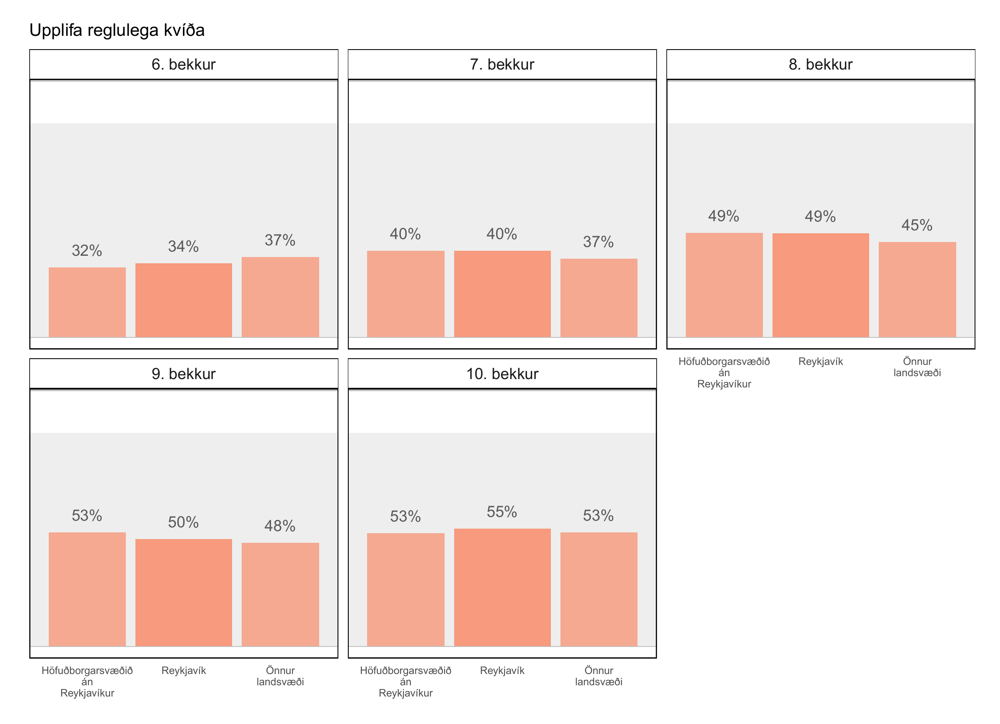 Upplifa reglulega kvíða
6. bekkur
32%
34%
37%
7. bekkur
40%
40%
37%
8. bekkur
49%
49%
45%
Höfuðborgarsvæðið
án
Reykjavíkur
Reykjavík
Önnur
landsvæði
9. bekkur
53%
50%
48%
Höfuðborgarsvæðið
án
Reykjavíkur
Reykjavík
Önnur
landsvæði
10. bekkur
53%
55%
53%
Höfuðborgarsvæðið
án
Reykjavíkur
Reykjavík
Önnur
landsvæði